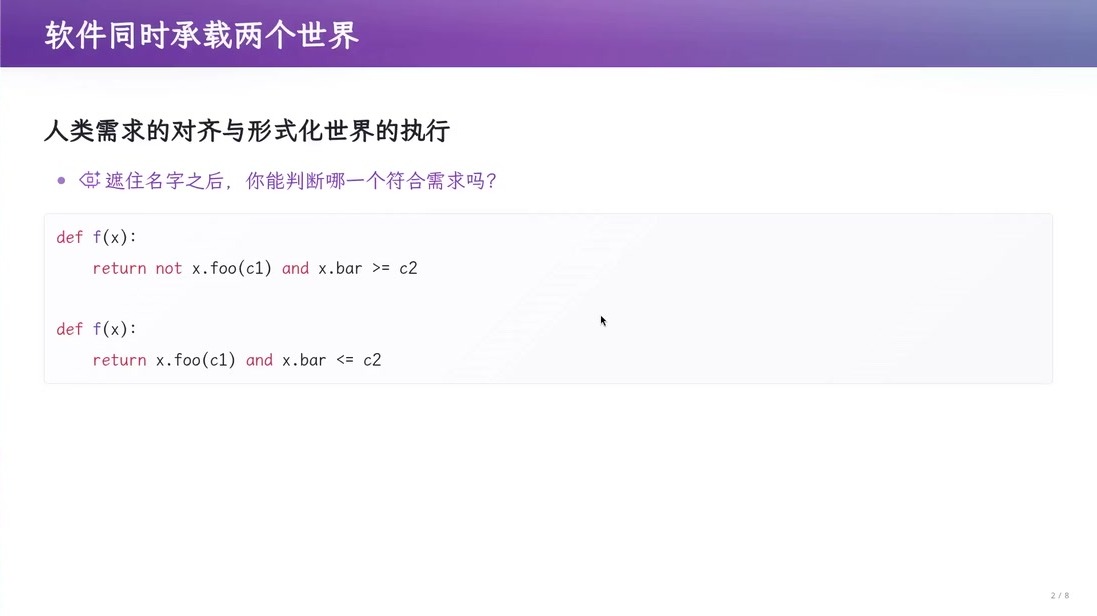 软件同时承载两个世界
人类需求的对齐与形式化世界的执行
• 遮住名字之后，你能判断哪一个符合需求吗？
def f(x):
    return not x.foo(c1) and x.bar >= c2
def f(x):
    return x.foo(c1) and x.bar <= c2
2 / 8